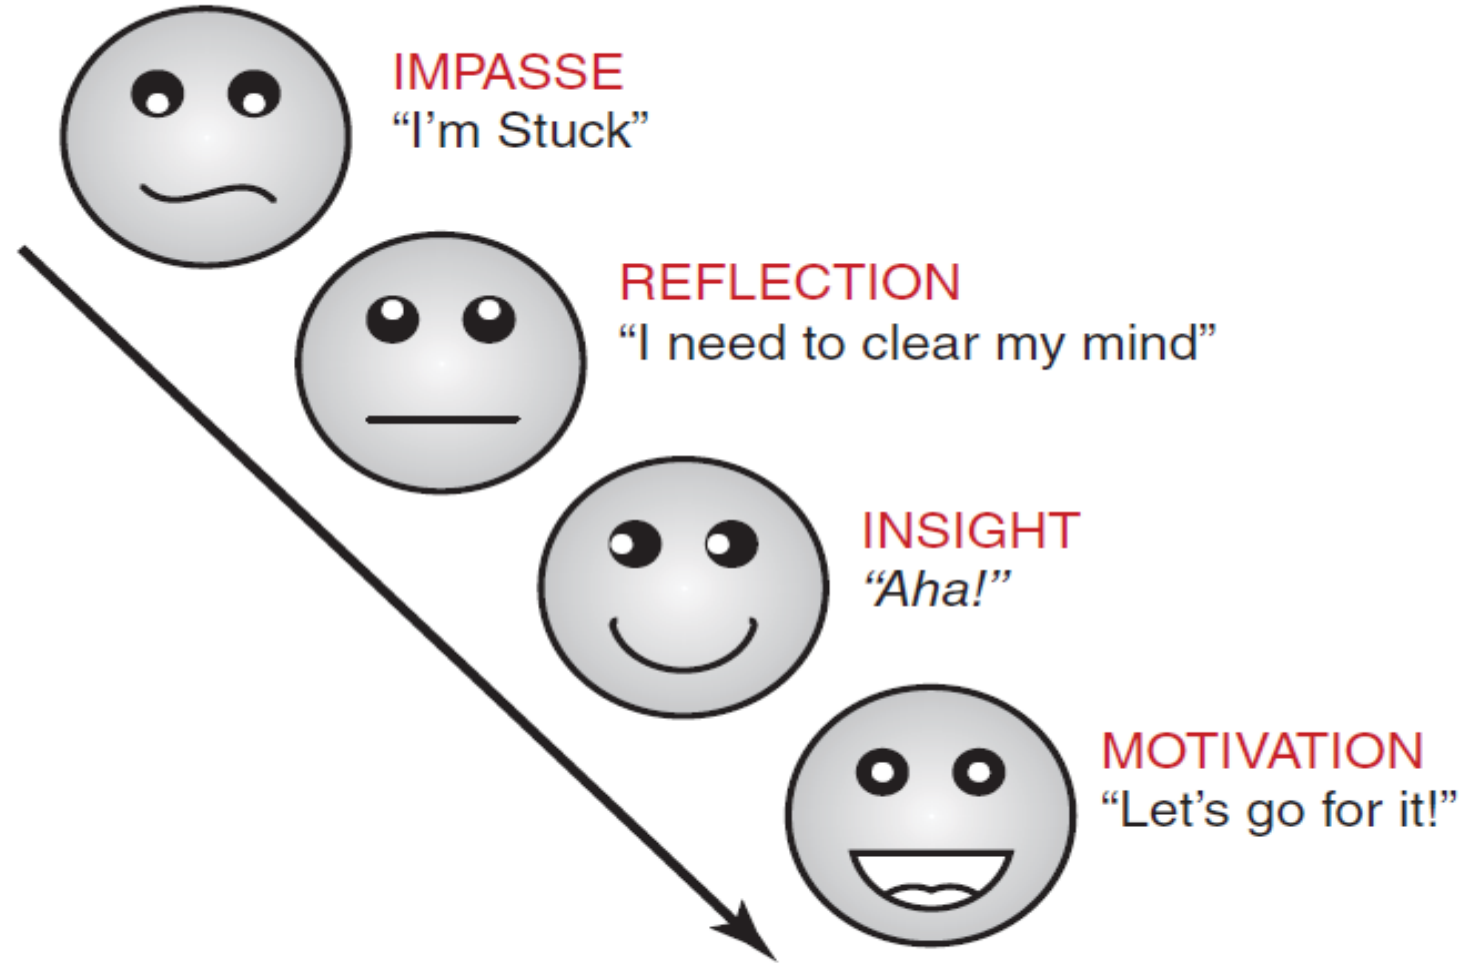 IMPASSE
“I’m Stuck”
REFLECTION
“I need to clear my mind”
INSIGHT
“Aha!”
MOTIVATION
“Let’s go for it!”